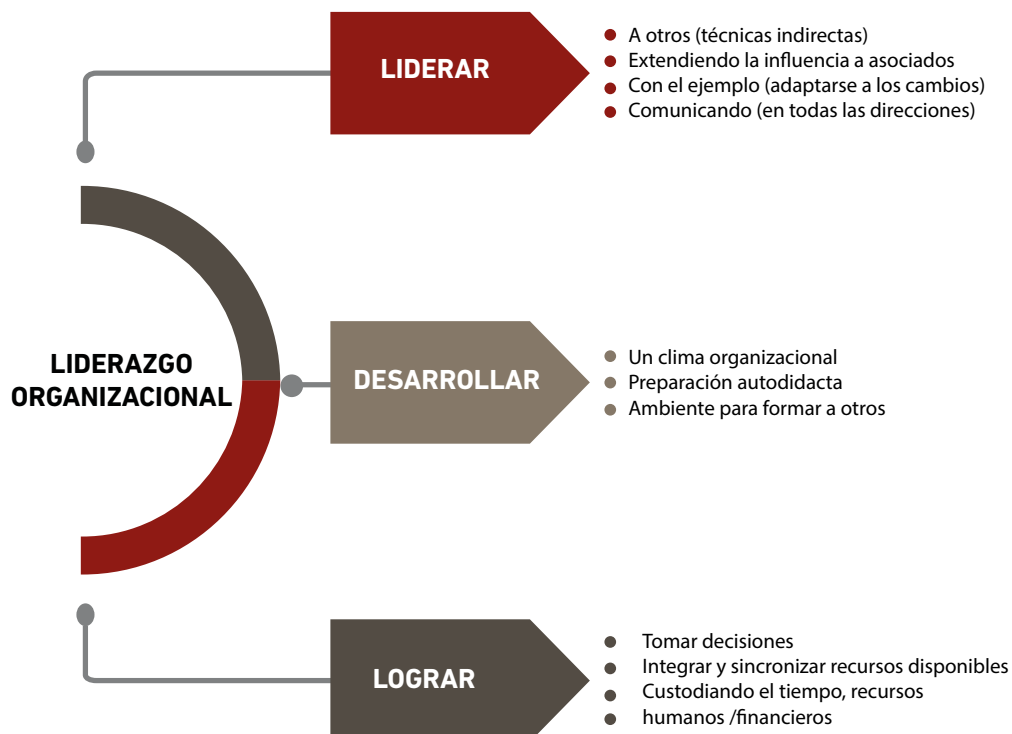 LIDERAR
• A otros (técnicas indirectas)
• Extendiendo la influencia a asociados
• Con el ejemplo (adaptarse a los cambios)
• Comunicando (en todas las direcciones)
LIDERAZGO
ORGANIZACIONAL
DESARROLLAR
• Un clima organizacional
• Preparación autodidacta
• Ambiente para formar a otros
LOGRAR
• Tomar decisiones
• Integrar y sincronizar recursos disponibles
• Custodiando el tiempo, recursos
• humanos /financieros